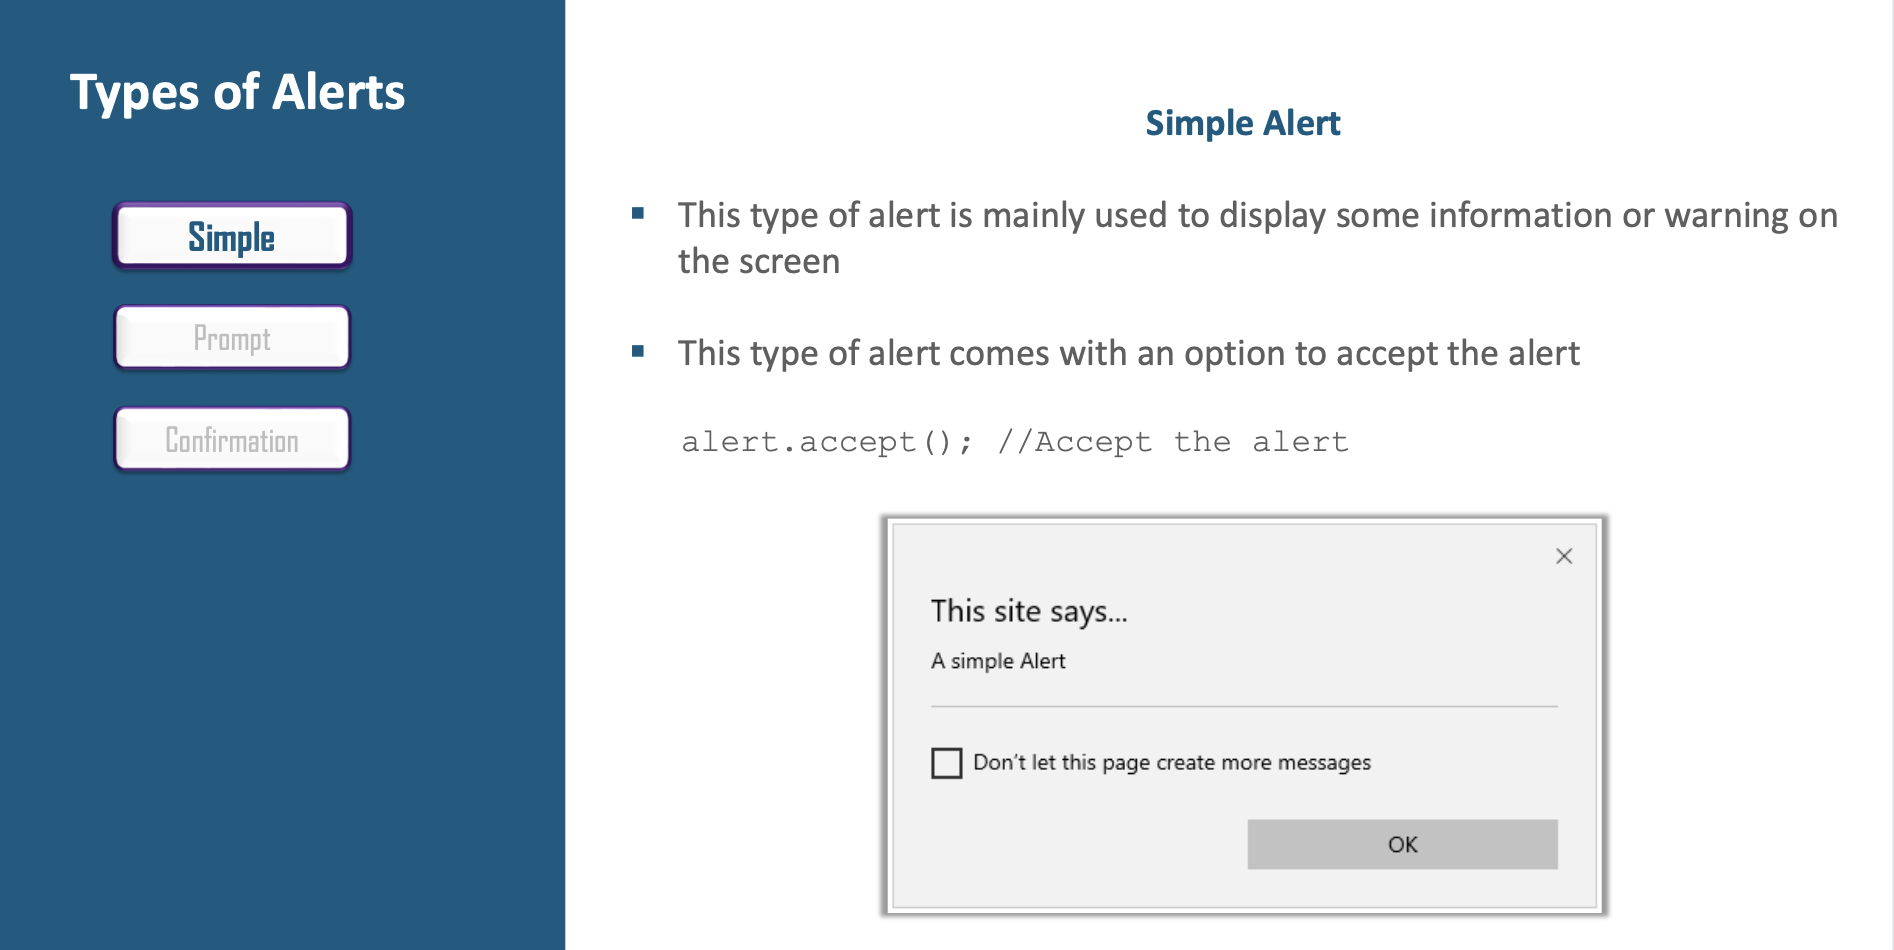 Types of Alerts
Simple
Prompt
Confirmation
Simple Alert
This type of alert is mainly used to display some information or warning on
the screen
This type of alert comes with an option to accept the alert
alert.accept(); //Accept the alert
This site says...
A simple Alert
Don't let this page create more messages
OK